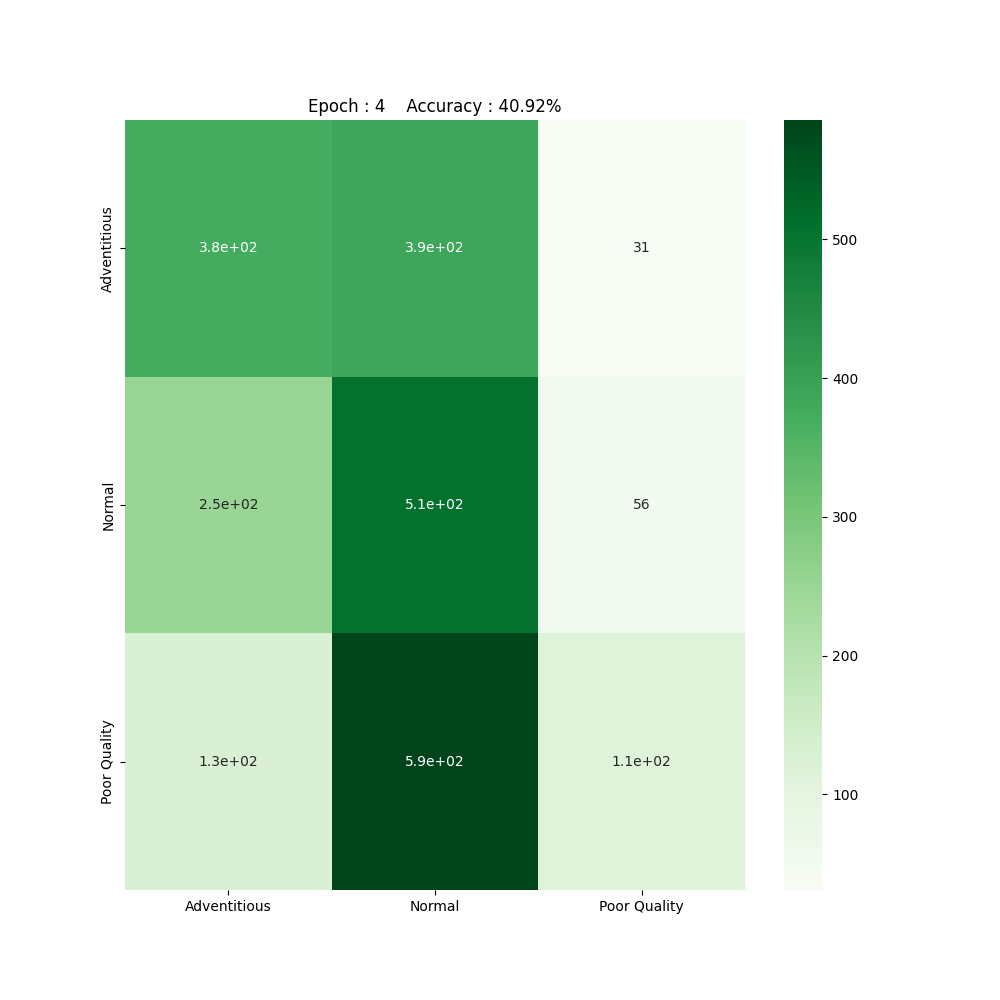 Epoch : 4    Accuracy : 40.92%
Adventitious
3.8e+02 3.9e+02 31
Normal
2.5e+02 5.1e+02 56
Poor Quality
1.3e+02 5.9e+02 1.1e+02
Adventitious Normal Poor Quality
500
400
300
200
100